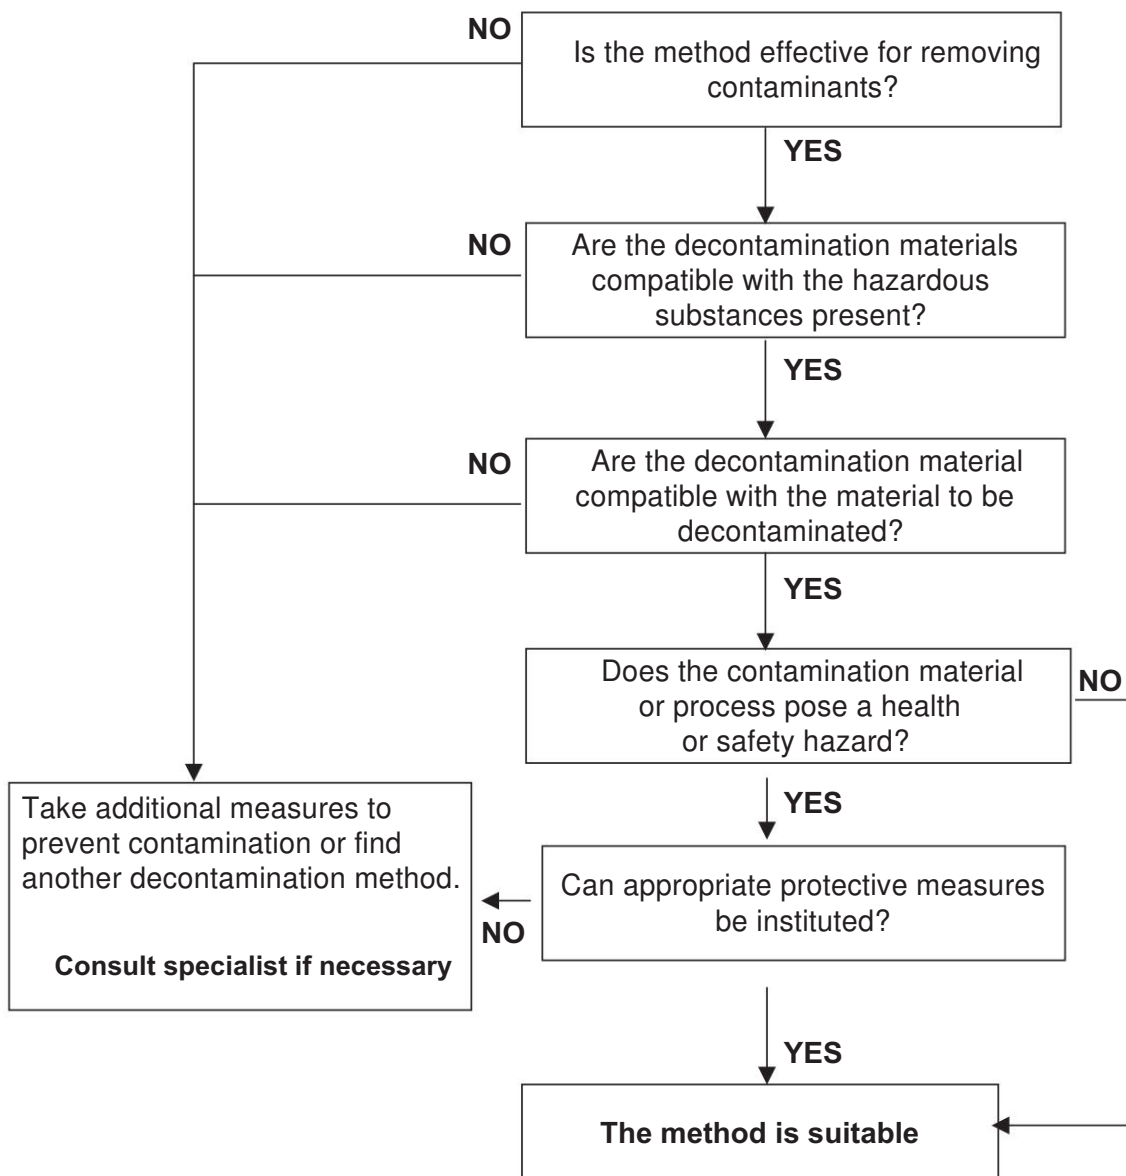 NO
Is the method effective for removing
contaminants?
YES
NO
Are the decontamination materials
compatible with the hazardous
substances present?
YES
NO
Are the decontamination material
compatible with the material to be
decontaminated?
YES
Does the contamination material
or process pose a health
or safety hazard?
NO
YES
Take additional measures to
prevent contamination or find
another decontamination method.
Consult specialist if necessary
Can appropriate protective measures
be instituted?
NO
YES
The method is suitable